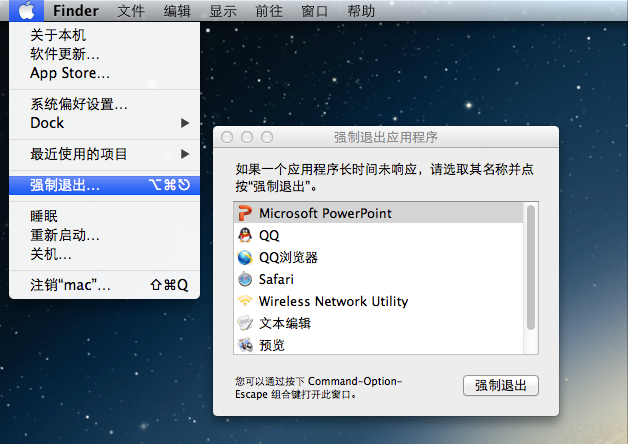 Finder 文件 编辑 显示 前往 窗口 帮助
关于本机
软件更新…
App Store…
系统偏好设置…
Dock ▶
最近使用的项目 ▶
强制退出… ⌥⌘⎋
睡眠
重新启动…
关机…
注销“mac”… ⇧⌘Q
强制退出应用程序
如果一个应用程序长时间未响应，请选取其名称并点
按“强制退出”。
Microsoft PowerPoint
QQ
QQ浏览器
Safari
Wireless Network Utility
文本编辑
预览
您可以通过按下 Command-Option-
Escape 组合键打开此窗口。
强制退出